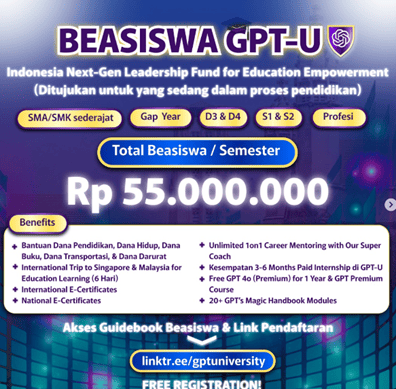 BEASISWA GPT-U
Indonesia Next-Gen Leadership Fund for Education Empowerment
(Ditujukan untuk yang sedang dalam proses pendidikan)
SMA/SMK sederajat
Gap Year
D3 & D4
S1 & S2
Profesi
Total Beasiswa / Semester
Rp 55.000.000
Benefits
Bantuan Dana Pendidikan, Dana Hidup, Dana
Buku, Dana Transportasi, & Dana Darurat
International Trip to Singapore & Malaysia for
Education Learning (6 Hari)
International E-Certificates
National E-Certificates
Unlimited 1on1 Career Mentoring with Our Super
Coach
Kesempatan 3-6 Months Paid Internship di GPT-U
Free GPT 4o (Premium) for 1 Year & GPT Premium
Course
20+ GPT's Magic Handbook Modules
Akses Guidebook Beasiswa & Link Pendaftaran
linktr.ee/gptuniversity
FREE REGISTRATION!